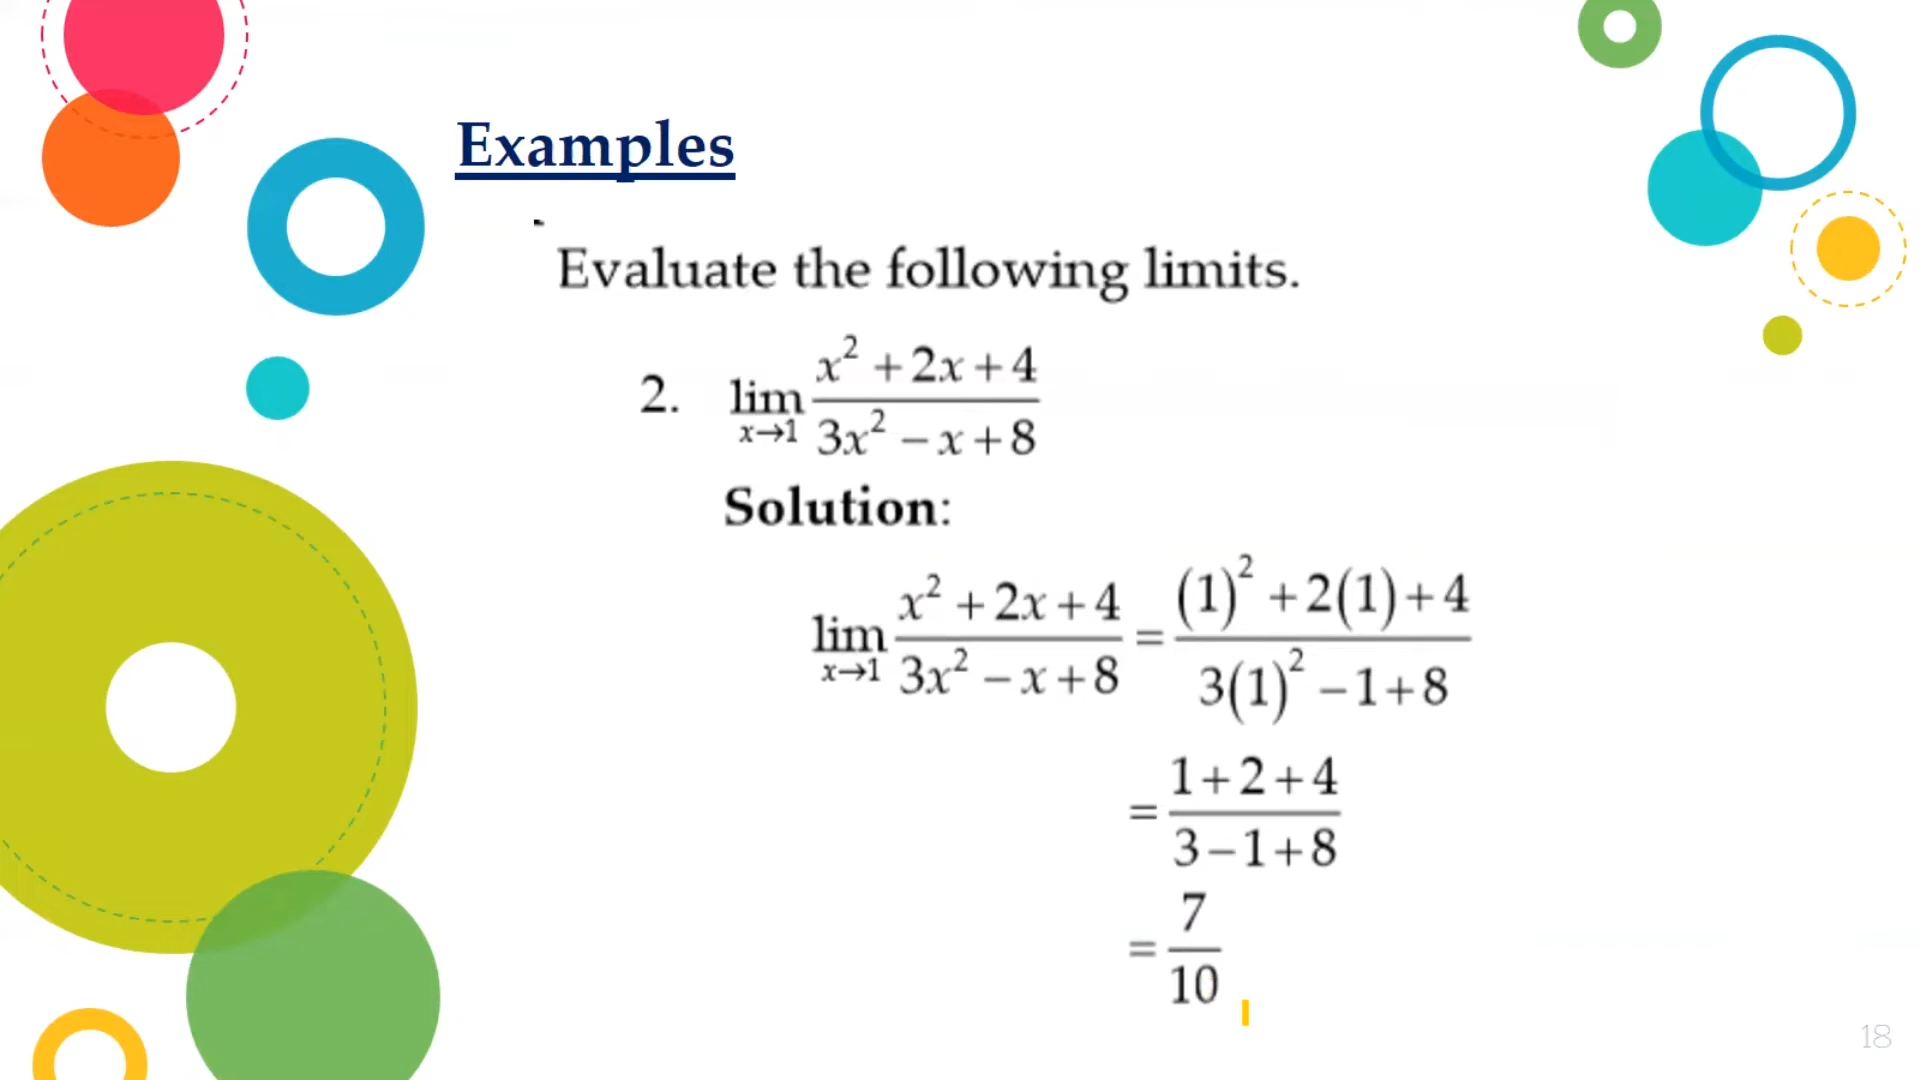 Examples
Evaluate the following limits.
2. lim x→1 (x² + 2x + 4)/(3x² − x + 8)
Solution:
lim x→1 (x² + 2x + 4)/(3x² − x + 8) = ((1)² + 2(1) + 4)/(3(1)² − 1 + 8)
= (1 + 2 + 4)/(3 − 1 + 8)
= 7/10
18